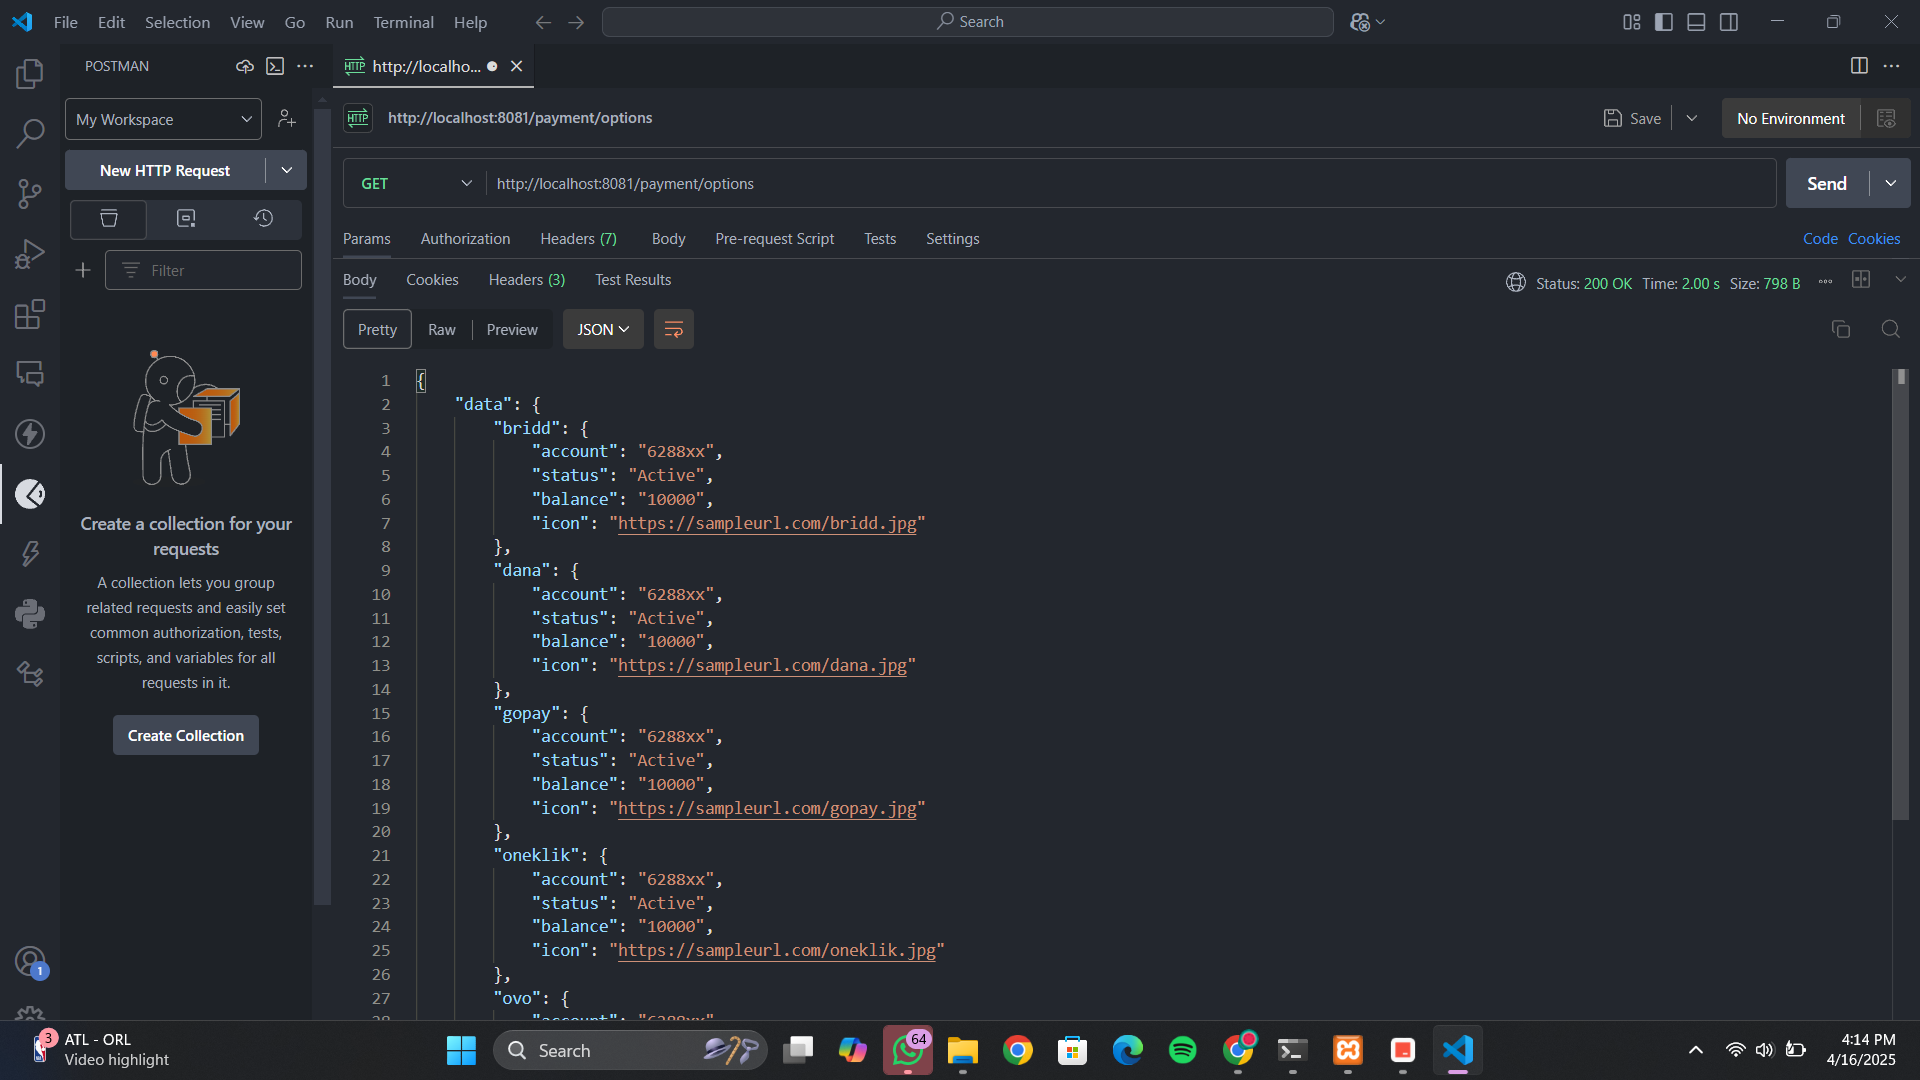 File Edit Selection View Go Run Terminal Help
Search
POSTMAN
HTTP http://localho...
My Workspace
New HTTP Request
Filter
Create a collection for your
requests
A collection lets you group
related requests and easily set
common authorization, tests,
scripts, and variables for all
requests in it.
Create Collection
1
HTTP http://localhost:8081/payment/options
Save
No Environment
GET http://localhost:8081/payment/options
Send
Params Authorization Headers (7) Body Pre-request Script Tests Settings
Code Cookies
Body Cookies Headers (3) Test Results
Status: 200 OK Time: 2.00 s Size: 798 B
Pretty Raw Preview JSON
1 {
2 "data": {
3 "bridd": {
4 "account": "6288xx",
5 "status": "Active",
6 "balance": "10000",
7 "icon": "https://sampleurl.com/bridd.jpg"
8 },
9 "dana": {
10 "account": "6288xx",
11 "status": "Active",
12 "balance": "10000",
13 "icon": "https://sampleurl.com/dana.jpg"
14 },
15 "gopay": {
16 "account": "6288xx",
17 "status": "Active",
18 "balance": "10000",
19 "icon": "https://sampleurl.com/gopay.jpg"
20 },
21 "oneklik": {
22 "account": "6288xx",
23 "status": "Active",
24 "balance": "10000",
25 "icon": "https://sampleurl.com/oneklik.jpg"
26 },
27 "ovo": {
28 "account": "6288xx"
3
ATL - ORL
Video highlight
Search
64
4:14 PM
4/16/2025